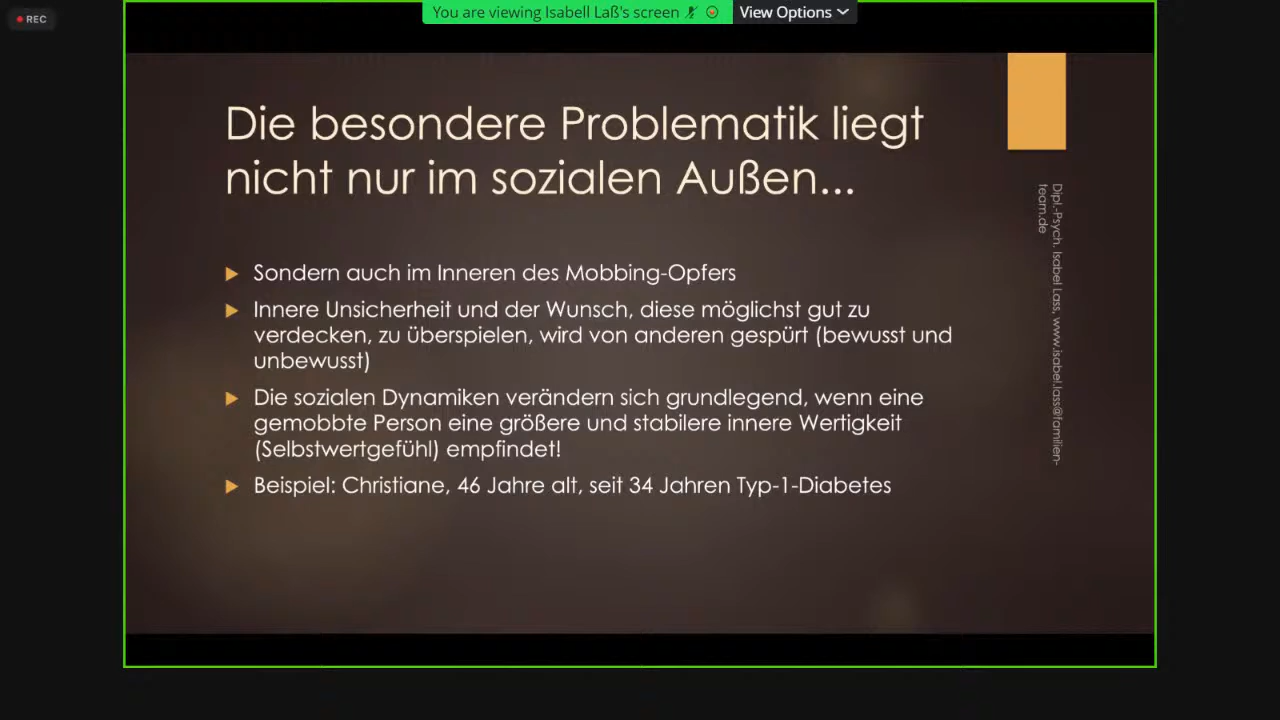 REC
You are viewing Isabell Laß's screen
View Options
Die besondere Problematik liegt
nicht nur im sozialen Außen...
Sondern auch im Inneren des Mobbing-Opfers
Innere Unsicherheit und der Wunsch, diese möglichst gut zu
verdecken, zu überspielen, wird von anderen gespürt (bewusst und
unbewusst)
Die sozialen Dynamiken verändern sich grundlegend, wenn eine
gemobbte Person eine größere und stabilere innere Wertigkeit
(Selbstwertgefühl) empfindet!
Beispiel: Christiane, 46 Jahre alt, seit 34 Jahren Typ-1-Diabetes
Dipl.-Psych. Isabel Lass, www.isabel.lass@familien-
team.de